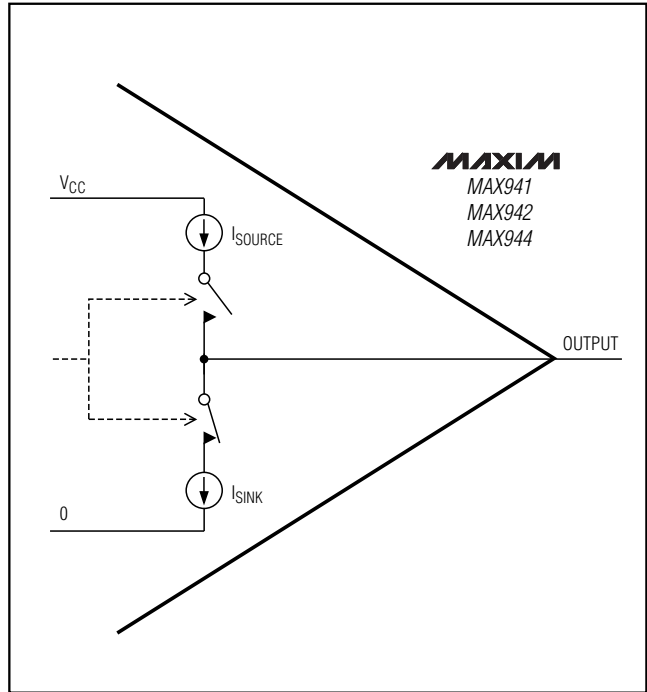 MAXIM
MAX941
MAX942
MAX944
VCC
ISOURCE
OUTPUT
ISINK
0